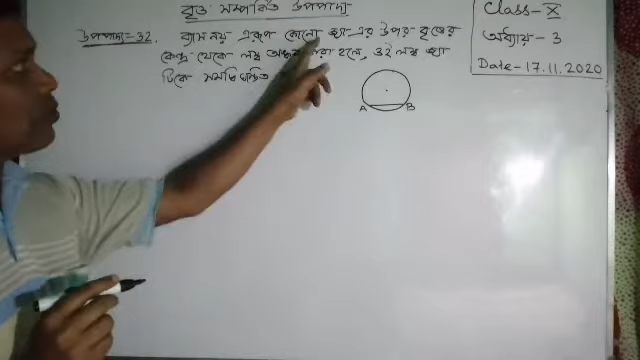 বৃত্ত সম্পর্কিত উপপাদ্য
Class- X
অধ্যায় - 3
Date- 17.11.2020
উপপাদ্য-32. ব্যাস নয় এরূপ কোনো জ্যা-এর উপর বৃত্তের
কেন্দ্র থেকে লম্ব হলে, ওই লম্ব জ্যা
টিকে সমদ্বিখণ্ডিত
A B